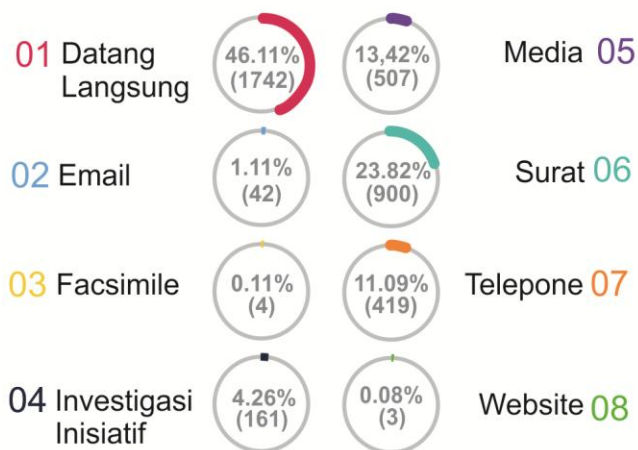 01 Datang
Langsung
46.11%
(1742)
13,42%
(507)
Media 05
02 Email
1.11%
(42)
23.82%
(900)
Surat 06
03 Facsimile
0.11%
(4)
11.09%
(419)
Telepone 07
04 Investigasi
Inisiatif
4.26%
(161)
0.08%
(3)
Website 08